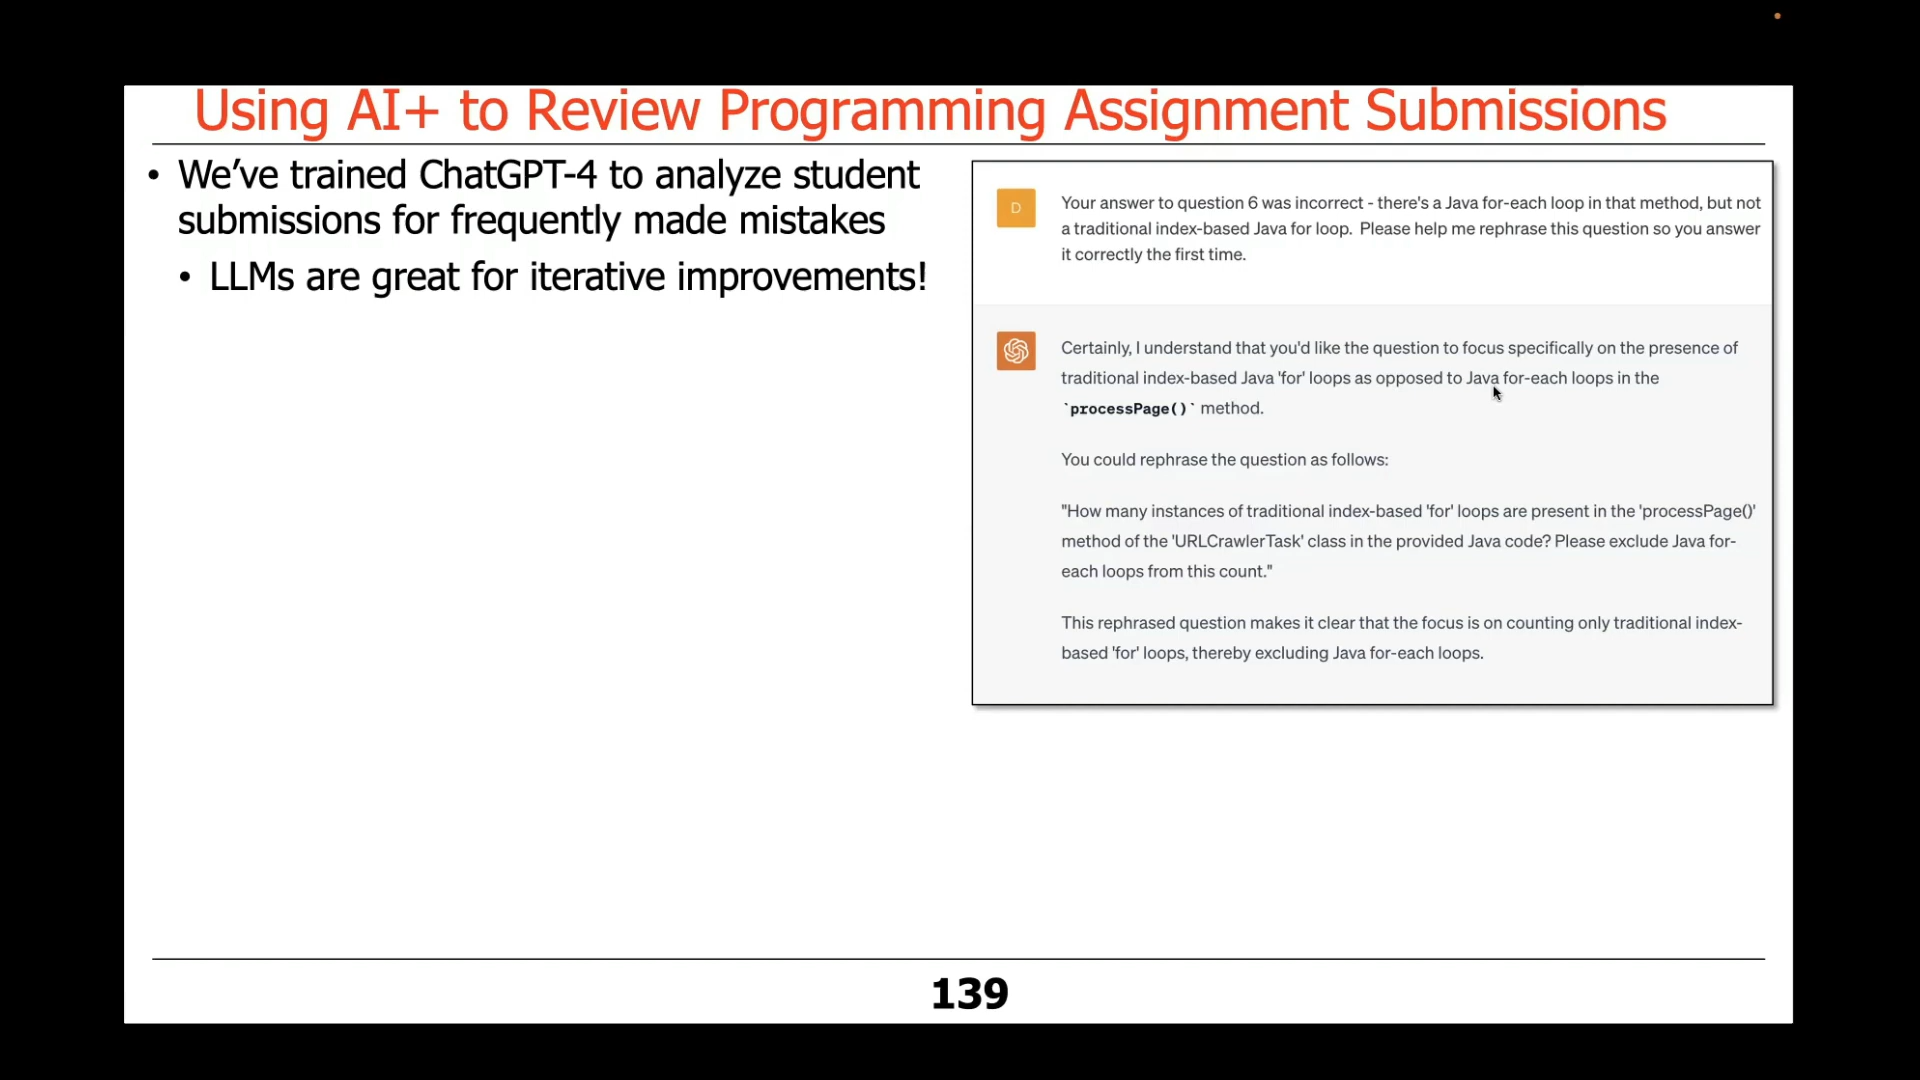 Using AI+ to Review Programming Assignment Submissions
• We’ve trained ChatGPT-4 to analyze student
submissions for frequently made mistakes
• LLMs are great for iterative improvements!
D
Your answer to question 6 was incorrect - there's a Java for-each loop in that method, but not
a traditional index-based Java for loop.  Please help me rephrase this question so you answer
it correctly the first time.
Certainly, I understand that you'd like the question to focus specifically on the presence of
traditional index-based Java 'for' loops as opposed to Java for-each loops in the
`processPage()` method.
You could rephrase the question as follows:
"How many instances of traditional index-based 'for' loops are present in the 'processPage()'
method of the 'URLCrawlerTask' class in the provided Java code? Please exclude Java for-
each loops from this count."
This rephrased question makes it clear that the focus is on counting only traditional index-
based 'for' loops, thereby excluding Java for-each loops.
139